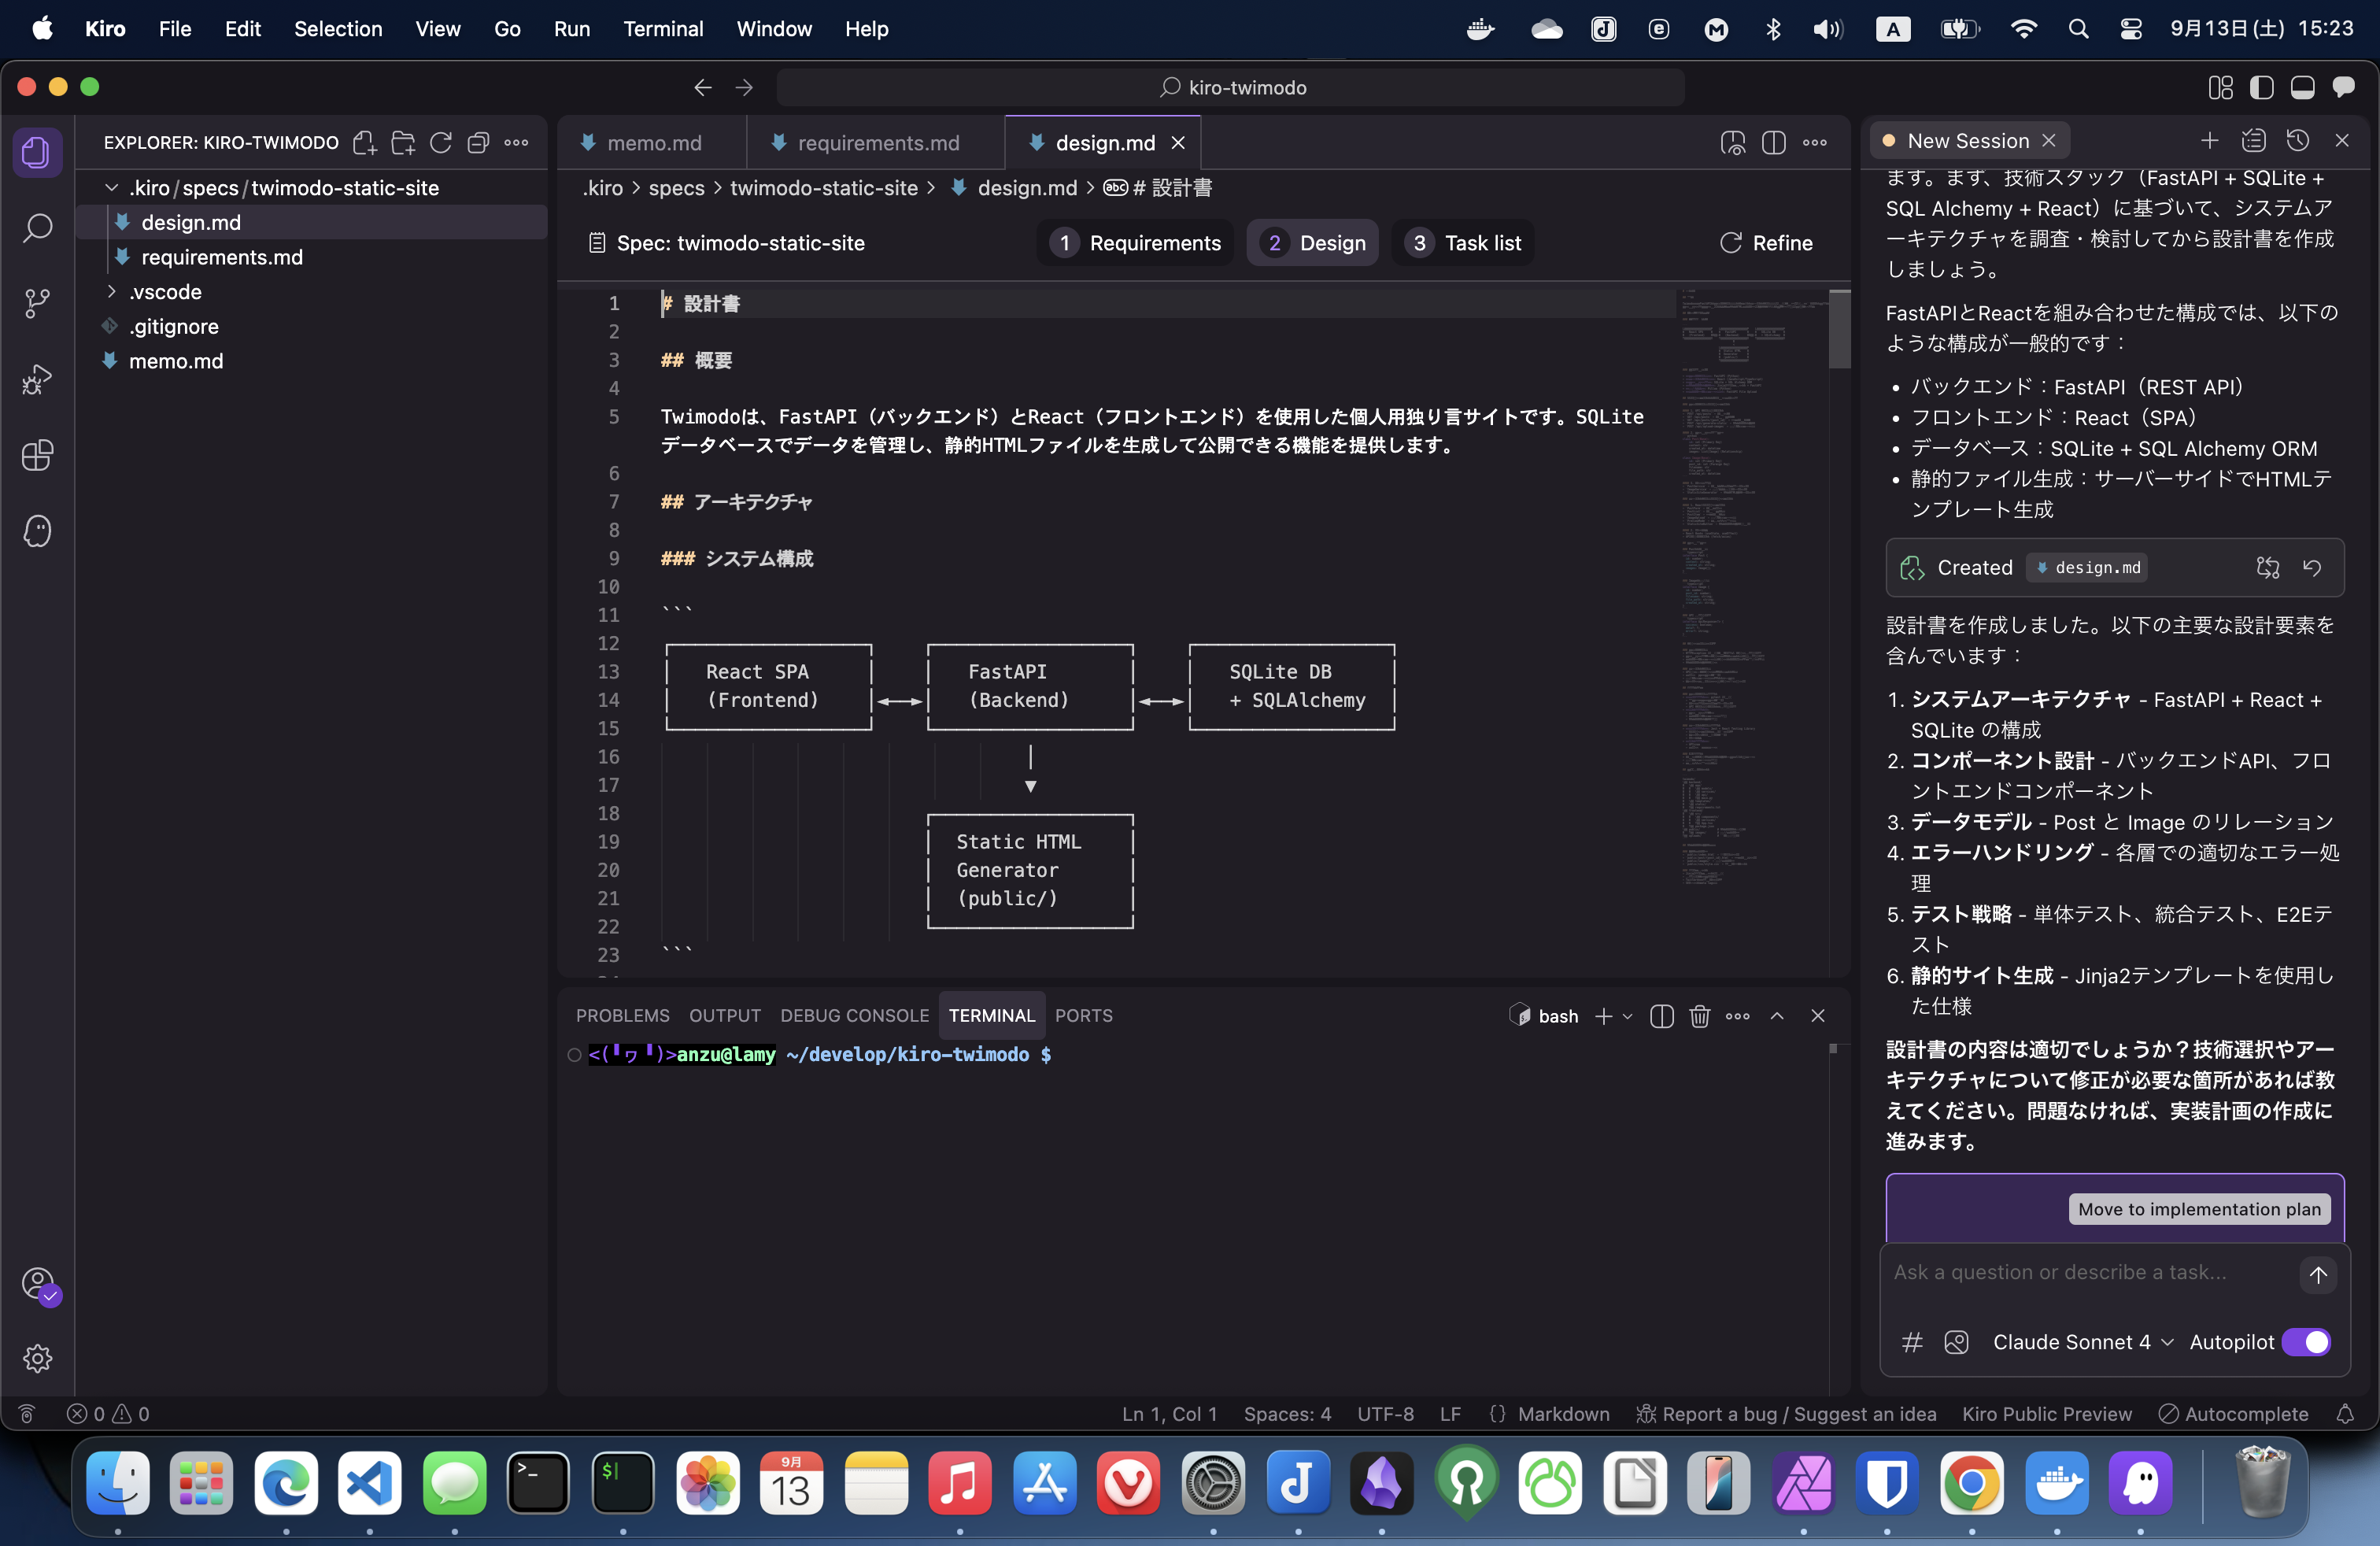 Kiro File Edit Selection View Go Run Terminal Window Help
A 9月13日(土) 15:23
kiro-twimodo
EXPLORER: KIRO-TWIMODO
.kiro/specs/twimodo-static-site
design.md
requirements.md
.vscode
.gitignore
memo.md
memo.md requirements.md design.md
.kiro > specs > twimodo-static-site > design.md > # 設計書
Spec: twimodo-static-site 1 Requirements 2 Design 3 Task list Refine
1 # 設計書
2
3 ## 概要
4
5 Twimodoは、FastAPI（バックエンド）とReact（フロントエンド）を使用した個人用独り言サイトです。SQLite
データベースでデータを管理し、静的HTMLファイルを生成して公開できる機能を提供します。
6
7 ## アーキテクチャ
8
9 ### システム構成
10
11 ```
12
13 React SPA FastAPI SQLite DB
14 (Frontend) (Backend) + SQLAlchemy
15
16
17
18
19 Static HTML
20 Generator
21 (public/)
22
23 ```
PROBLEMS OUTPUT DEBUG CONSOLE TERMINAL PORTS
bash
<(╹ヮ╹)>anzu@lamy ~/develop/kiro-twimodo $
New Session
ます。まず、技術スタック（FastAPI + SQLite +
SQL Alchemy + React）に基づいて、システムア
ーキテクチャを調査・検討してから設計書を作成
しましょう。
FastAPIとReactを組み合わせた構成では、以下の
ような構成が一般的です：
• バックエンド：FastAPI（REST API）
• フロントエンド：React（SPA）
• データベース：SQLite + SQL Alchemy ORM
• 静的ファイル生成：サーバーサイドでHTMLテ
ンプレート生成
Created design.md
設計書を作成しました。以下の主要な設計要素を
含んでいます：
1. システムアーキテクチャ - FastAPI + React +
SQLite の構成
2. コンポーネント設計 - バックエンドAPI、フロ
ントエンドコンポーネント
3. データモデル - Post と Image のリレーション
4. エラーハンドリング - 各層での適切なエラー処
理
5. テスト戦略 - 単体テスト、統合テスト、E2Eテ
スト
6. 静的サイト生成 - Jinja2テンプレートを使用し
た仕様
設計書の内容は適切でしょうか？技術選択やアー
キテクチャについて修正が必要な箇所があれば教
えてください。問題なければ、実装計画の作成に
進みます。
Move to implementation plan
Ask a question or describe a task...
# Claude Sonnet 4 Autopilot
0 0 Ln 1, Col 1 Spaces: 4 UTF-8 LF {} Markdown Report a bug / Suggest an idea Kiro Public Preview Autocomplete
9月
13